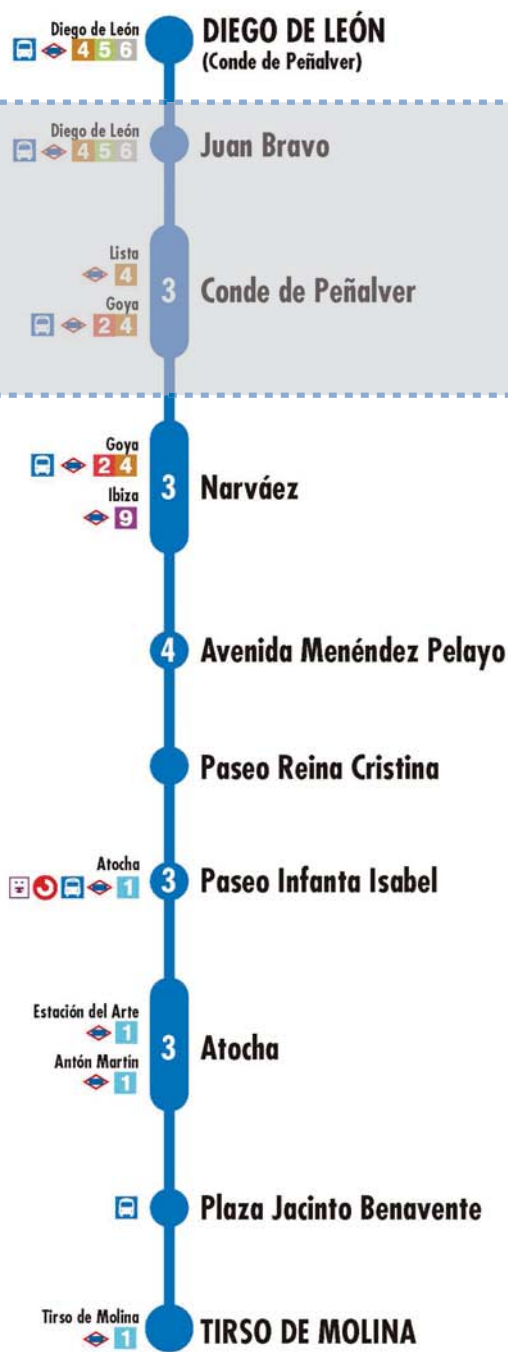 Diego de León
4 5 6
DIEGO DE LEÓN
(Conde de Peñalver)
Diego de León
4 5 6
Juan Bravo
Lista
4
Goya
2 4
3
Conde de Peñalver
Goya
2 4
Ibiza
9
3
Narváez
4
Avenida Menéndez Pelayo
Paseo Reina Cristina
Atocha
1
3
Paseo Infanta Isabel
Estación del Arte
1
Antón Martin
1
3
Atocha
Plaza Jacinto Benavente
Tirso de Molina
1
TIRSO DE MOLINA